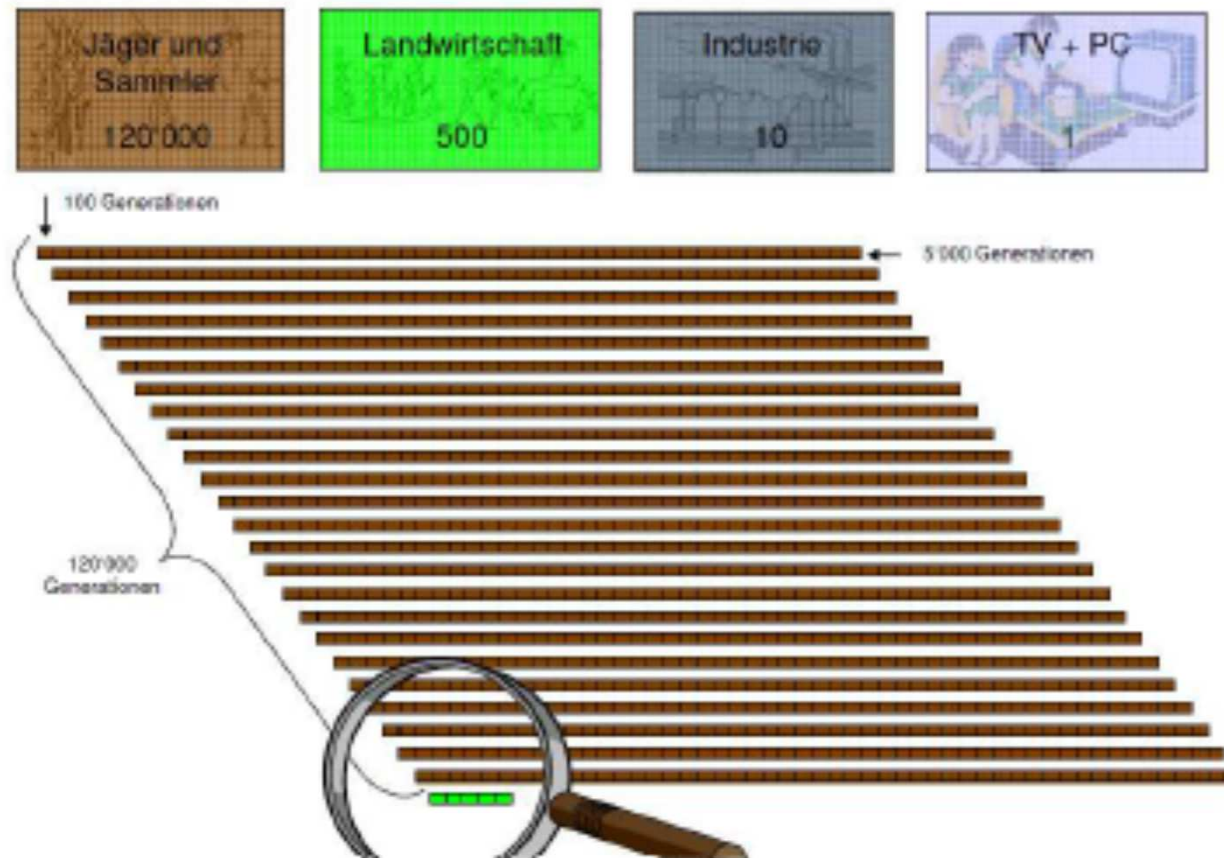 Jäger und
Sammler
120'000
Landwirtschaft
500
Industrie
10
TV + PC
1
100 Generationen
5'000 Generationen
120'000
Generationen